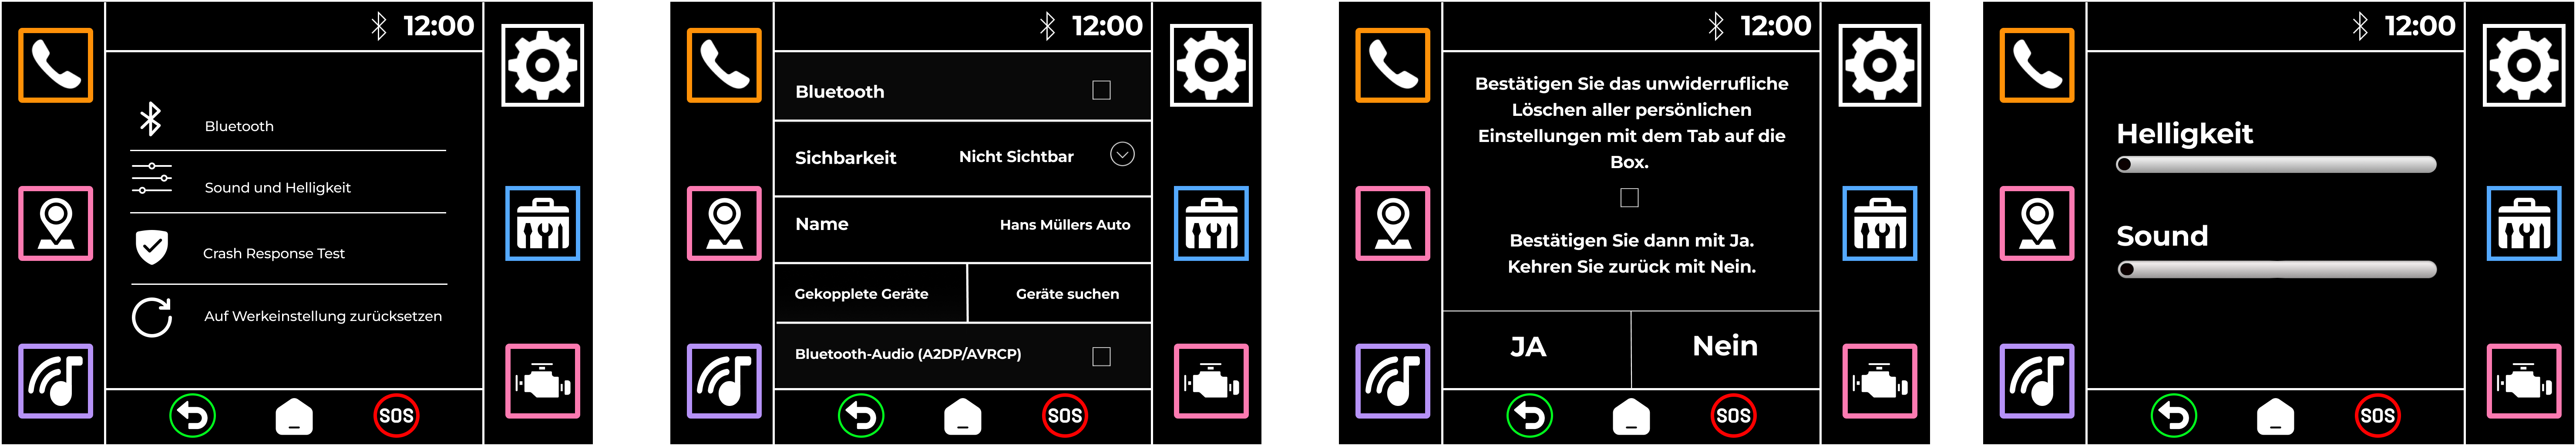 12:00
Bluetooth
Sound und Helligkeit
Crash Response Test
Auf Werkeinstellung zurücksetzen
SOS
12:00
Bluetooth
Sichbarkeit Nicht Sichtbar
Name Hans Müllers Auto
Gekopplete Geräte Geräte suchen
Bluetooth-Audio (A2DP/AVRCP)
SOS
12:00
Bestätigen Sie das unwiderrufliche
Löschen aller persönlichen
Einstellungen mit dem Tab auf die
Box.
Bestätigen Sie dann mit Ja.
Kehren Sie zurück mit Nein.
JA Nein
SOS
12:00
Helligkeit
Sound
SOS